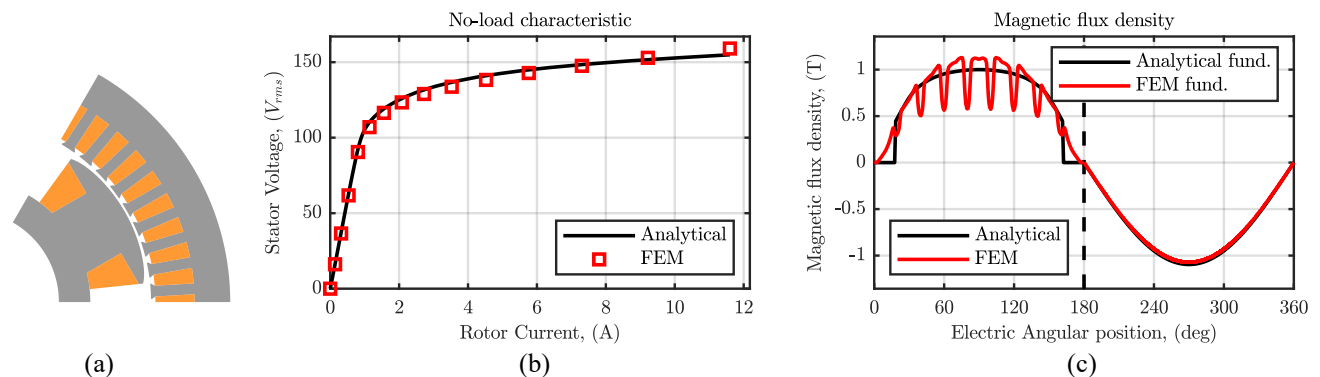 No-load characteristic
Stator Voltage, (Vrms)
150
100
50
0
0 2 4 6 8 10 12
Analytical
FEM
Rotor Current, (A)
Magnetic flux density
Magnetic flux density, (T)
1
0.5
0
-0.5
-1
Analytical fund.
FEM fund.
Analytical
FEM
0 60 120 180 240 300 360
Electric Angular position, (deg)
(a) (b) (c)